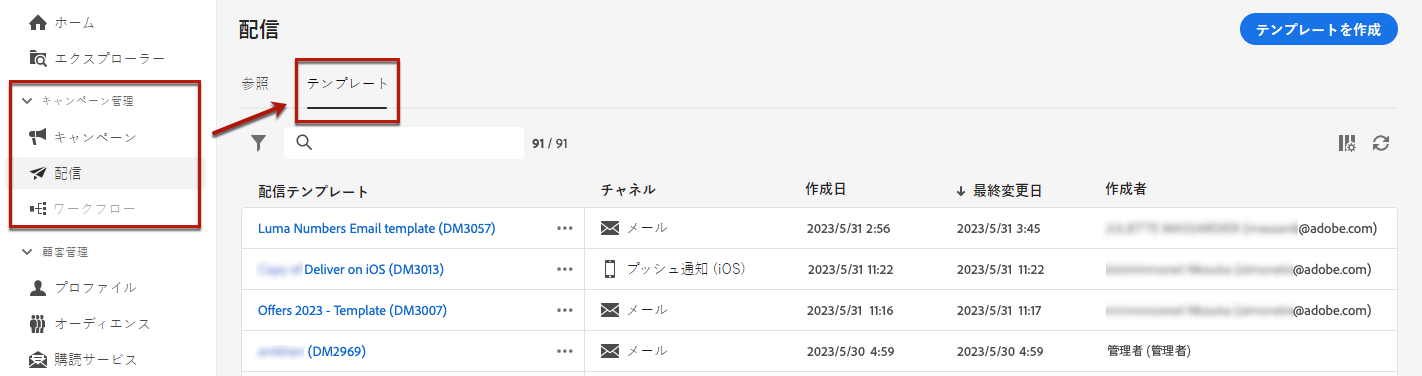 ホーム
エクスプローラー
キャンペーン管理
キャンペーン
配信
ワークフロー
顧客管理
プロファイル
オーディエンス
購読サービス
配信
テンプレートを作成
参照 テンプレート
91 / 91
配信テンプレート チャネル 作成日 最終変更日 作成者
Luma Numbers Email template (DM3057) メール 2023/5/31 2:56 2023/5/31 3:45 @adobe.com)
Deliver on iOS (DM3013) プッシュ通知 (iOS) 2023/5/31 11:22 2023/5/31 11:22 @adobe.com)
Offers 2023 - Template (DM3007) メール 2023/5/31 11:16 2023/5/31 11:17 @adobe.com)
(DM2969) メール 2023/5/30 4:59 2023/5/30 4:59 管理者 (管理者)